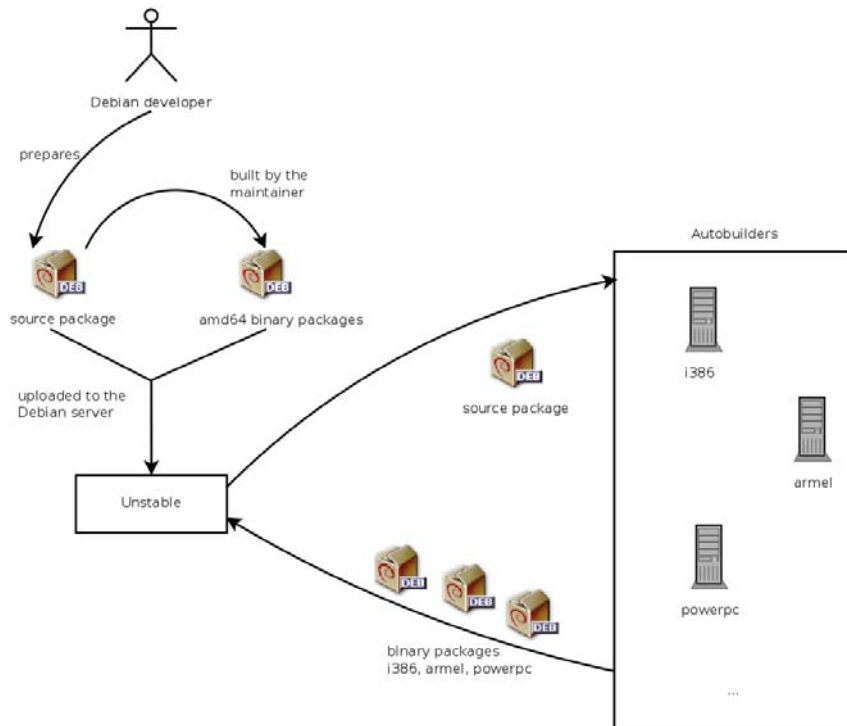 Debian developer
prepares
built by the
maintainer
DEB
DEB
source package
amd64 binary packages
uploaded to the
Debian server
Unstable
Autobuilders
i386
DEB
source package
armel
DEB
DEB
DEB
powerpc
binary packages
i386, armel, powerpc
...